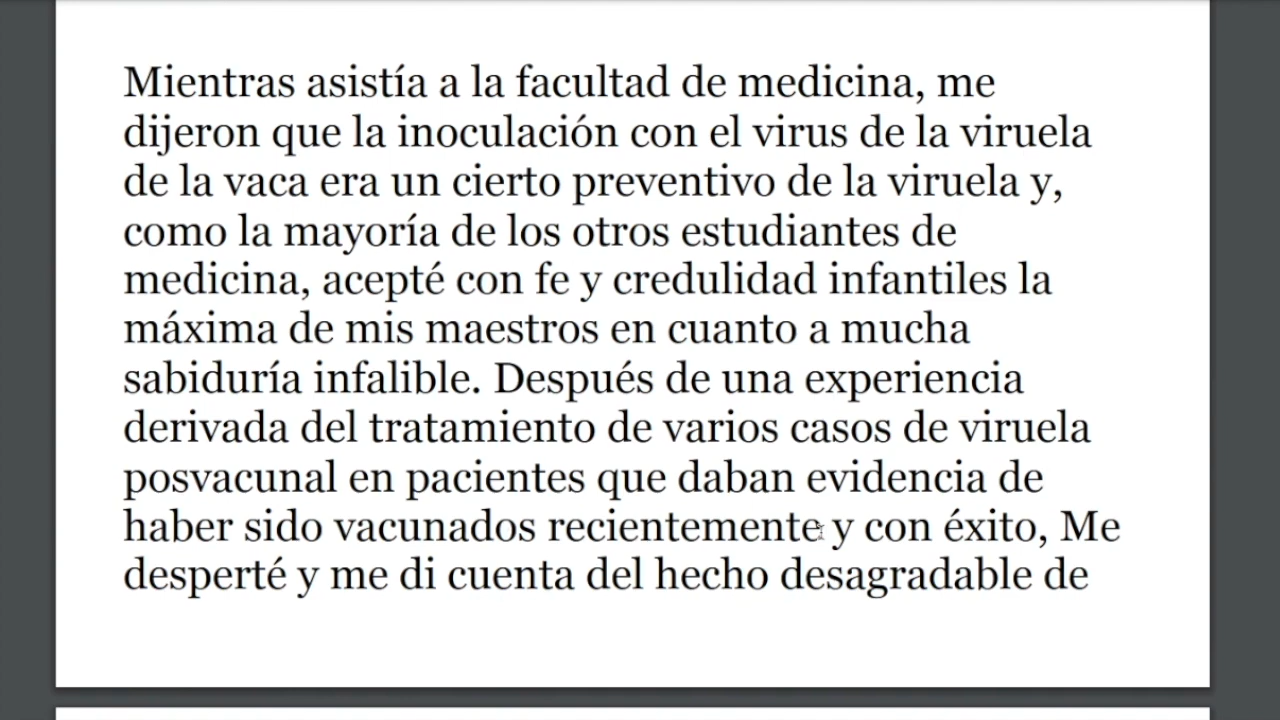 Mientras asistía a la facultad de medicina, me
dijeron que la inoculación con el virus de la viruela
de la vaca era un cierto preventivo de la viruela y,
como la mayoría de los otros estudiantes de
medicina, acepté con fe y credulidad infantiles la
máxima de mis maestros en cuanto a mucha
sabiduría infalible. Después de una experiencia
derivada del tratamiento de varios casos de viruela
posvacunal en pacientes que daban evidencia de
haber sido vacunados recientemente y con éxito, Me
desperté y me di cuenta del hecho desagradable de